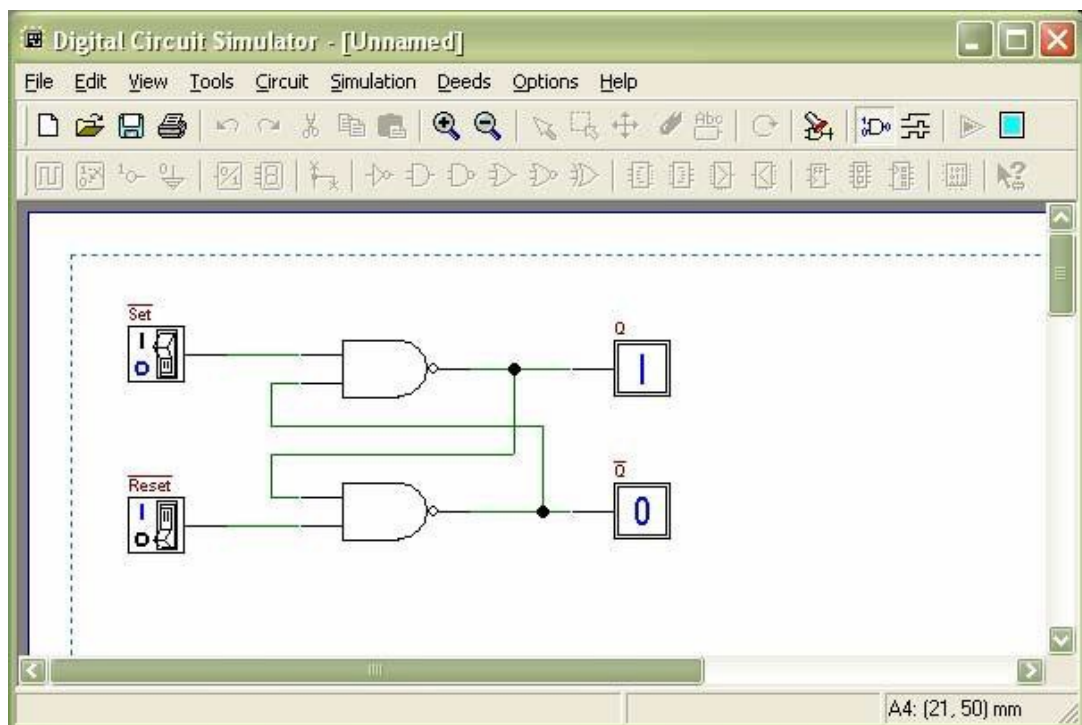 Digital Circuit Simulator - [Unnamed]
File Edit View Tools Circuit Simulation Deeds Options Help
Abc
Set
I
O
Q
I
Reset
I
O
Q
0
A4: (21, 50) mm